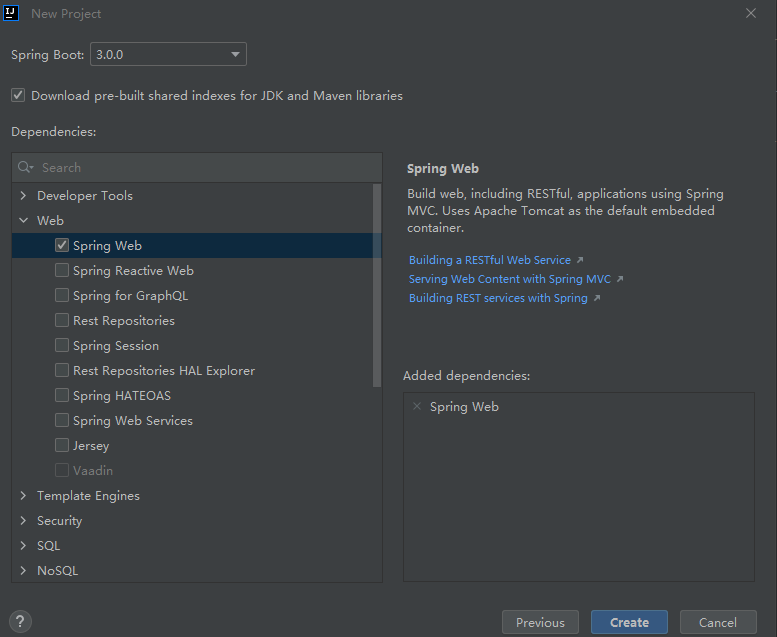 New Project
Spring Boot: 3.0.0
Download pre-built shared indexes for JDK and Maven libraries
Dependencies:
Search
Developer Tools
Web
Spring Web
Spring Reactive Web
Spring for GraphQL
Rest Repositories
Spring Session
Rest Repositories HAL Explorer
Spring HATEOAS
Spring Web Services
Jersey
Vaadin
Template Engines
Security
SQL
NoSQL
Spring Web
Build web, including RESTful, applications using Spring
MVC. Uses Apache Tomcat as the default embedded
container.
Building a RESTful Web Service
Serving Web Content with Spring MVC
Building REST services with Spring
Added dependencies:
Spring Web
?
Previous
Create
Cancel